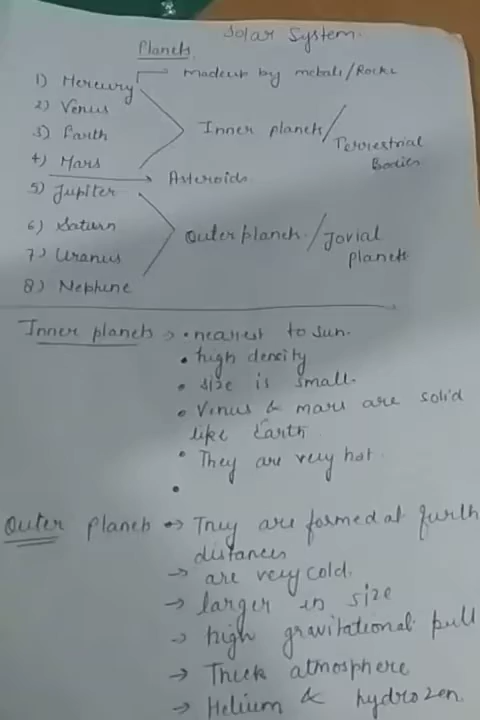 Solar System.
Planets
1) Mercury → madeup by metals/Rocks
2) Venus
3) Earth
Inner planets/ Terrestrial Bodies
4) Mars
→ Asteroids
5) Jupiter
6) Saturn
Outer planets / Jovial planets
7) Uranus
8) Neptune
Inner planets → • nearest to sun.
• high density
• size is small.
• Venus & mars are solid
like Earth.
• They are very hot.
•
Outer planets → They are formed at furth
distances
→ are very cold.
→ larger in size
→ high gravitational pull
→ Thick atmosphere
→ Helium & hydrozen